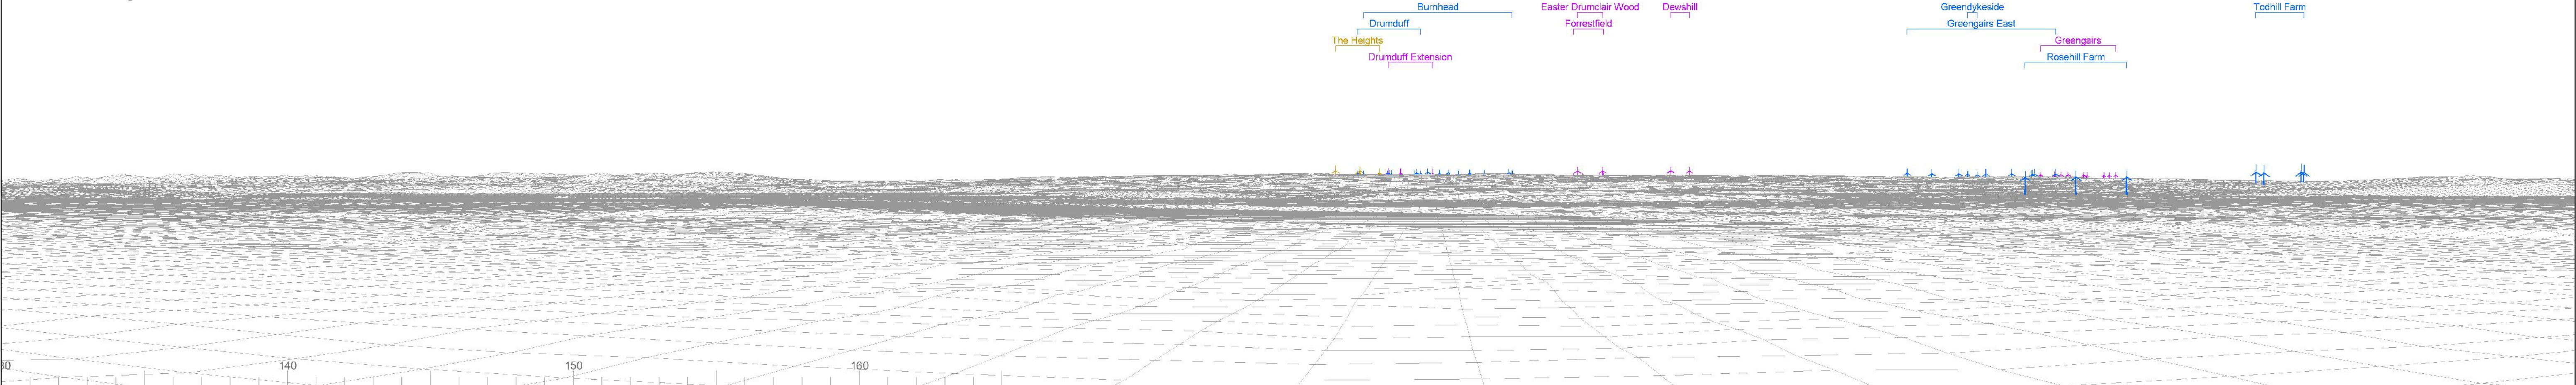 Burnhead Easter Drumclair Wood Dewshill Greendykeside Todhill Farm
Drumduff Forrestfield Greengairs East
The Heights Greengairs
Drumduff Extension Rosehill Farm
140 150 160